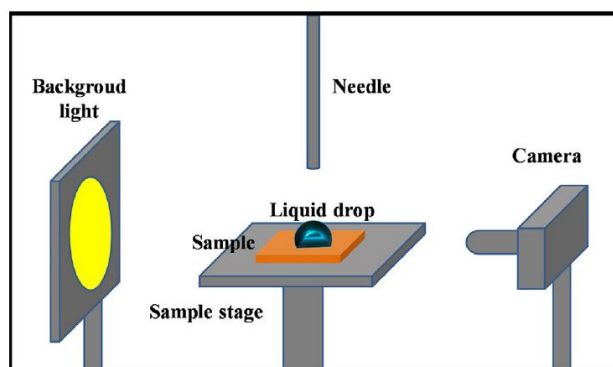 Backgroud
light
Needle
Camera
Liquid drop
Sample
Sample stage